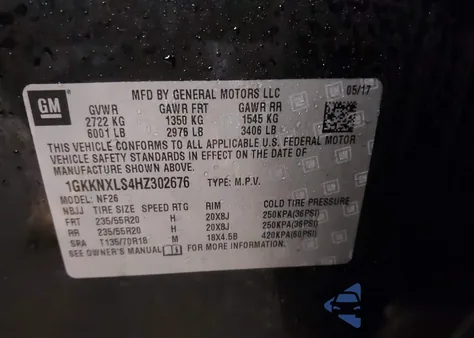 MFD BY GENERAL MOTORS LLC 05/17
GM
GVWR GAWR FRT GAWR RR
2722 KG 1350 KG 1545 KG
6001 LB 2976 LB 3406 LB
THIS VEHICLE CONFORMS TO ALL APPLICABLE U.S. FEDERAL MOTOR
VEHICLE SAFETY STANDARDS IN EFFECT ON THE DATE OF
MANUFACTURE SHOWN ABOVE.
1GKKNXLS4HZ302676 TYPE: M.P.V.
MODEL: NF26
NBJJ TIRE SIZE SPEED RTG RIM COLD TIRE PRESSURE
FRT 235/55R20 H 20X8J 250KPA(36PSI)
RR 235/55R20 H 20X8J 250KPA(36PSI)
SPA T135/70R18 M 18X4.5B 420KPA(60PSI)
SEE OWNER'S MANUAL FOR MORE INFORMATION.